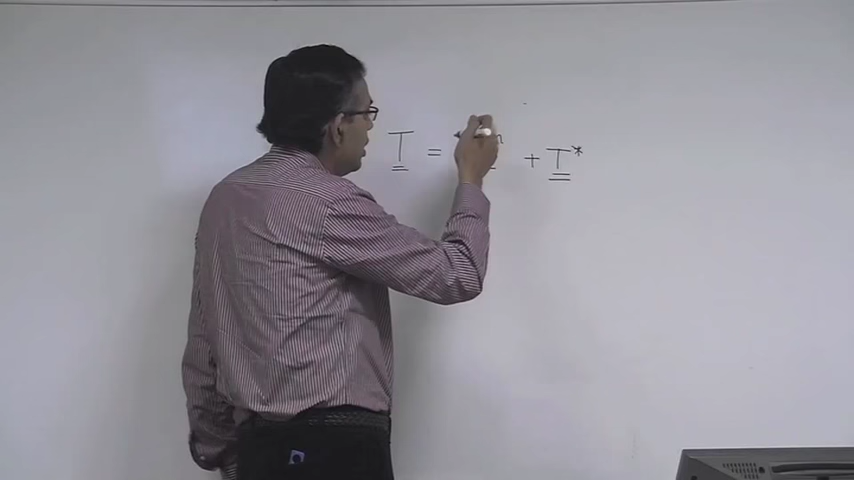 T = + T*